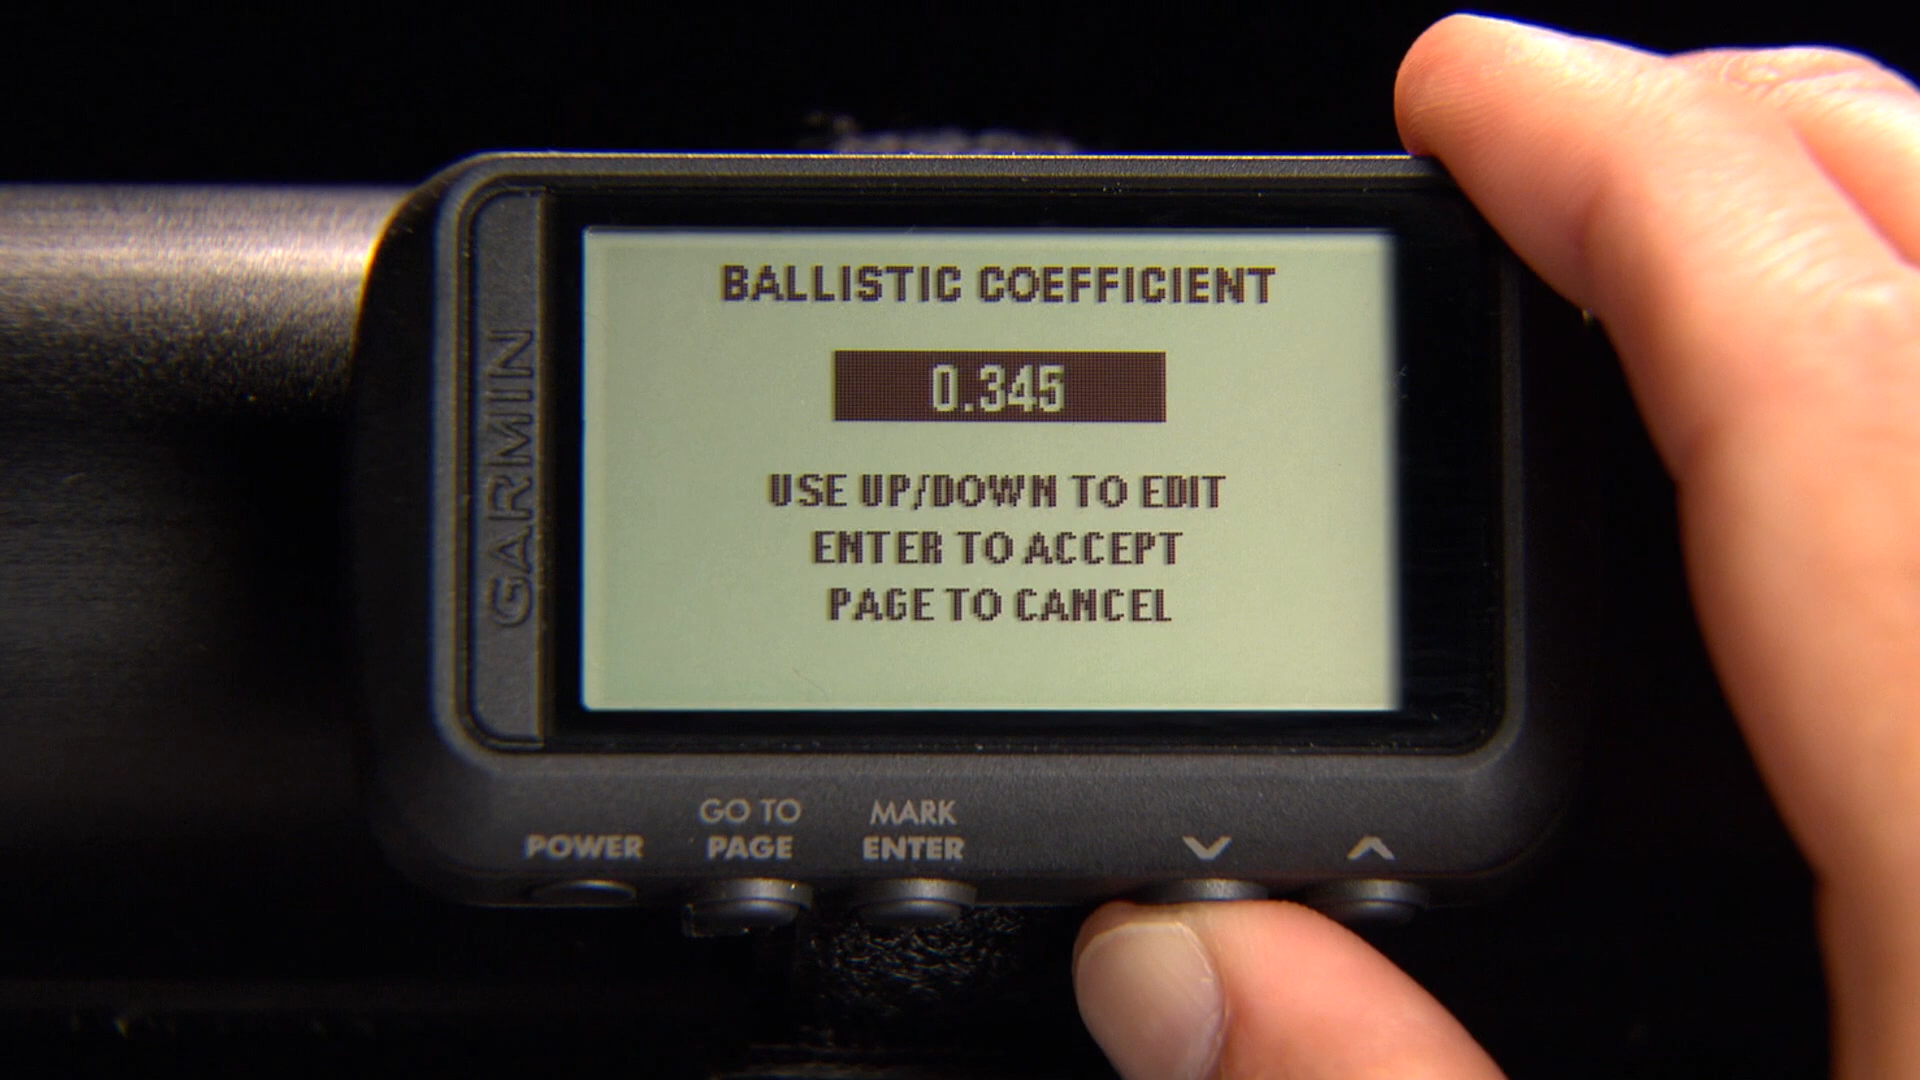 GARMIN
BALLISTIC COEFFICIENT
0.345
USE UP/DOWN TO EDIT
ENTER TO ACCEPT
PAGE TO CANCEL
GO TO MARK
POWER PAGE ENTER